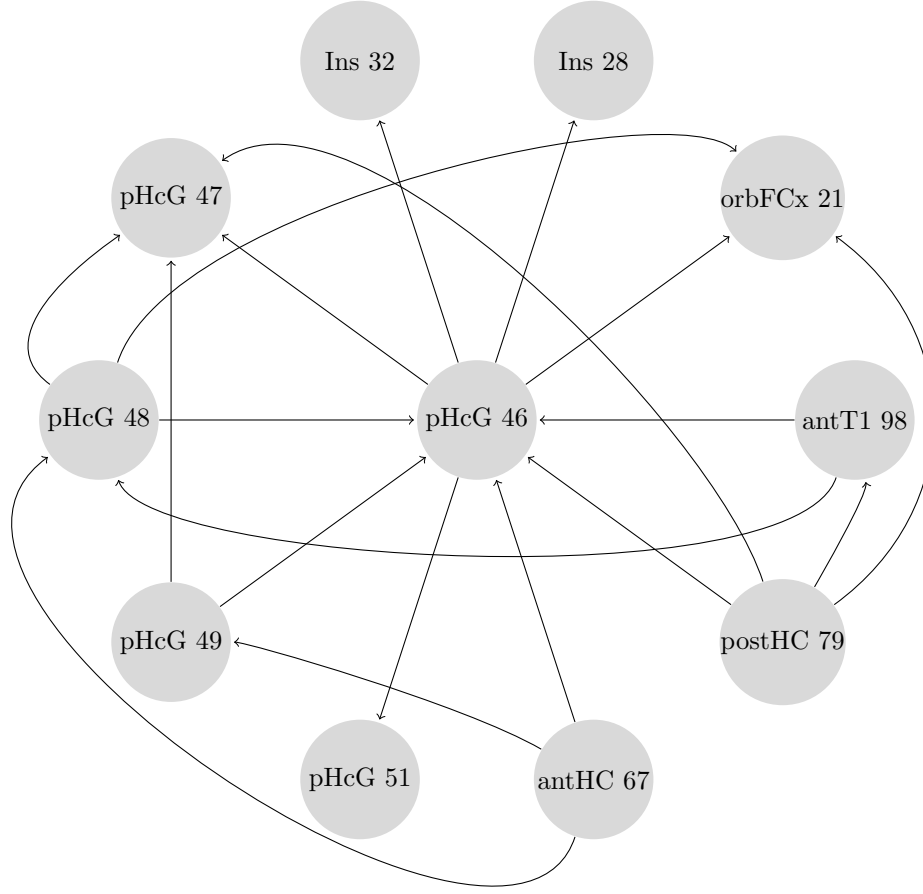 Ins 32
Ins 28
pHcG 47
orbFCx 21
pHcG 48
pHcG 46
antT1 98
pHcG 49
postHC 79
pHcG 51
antHC 67